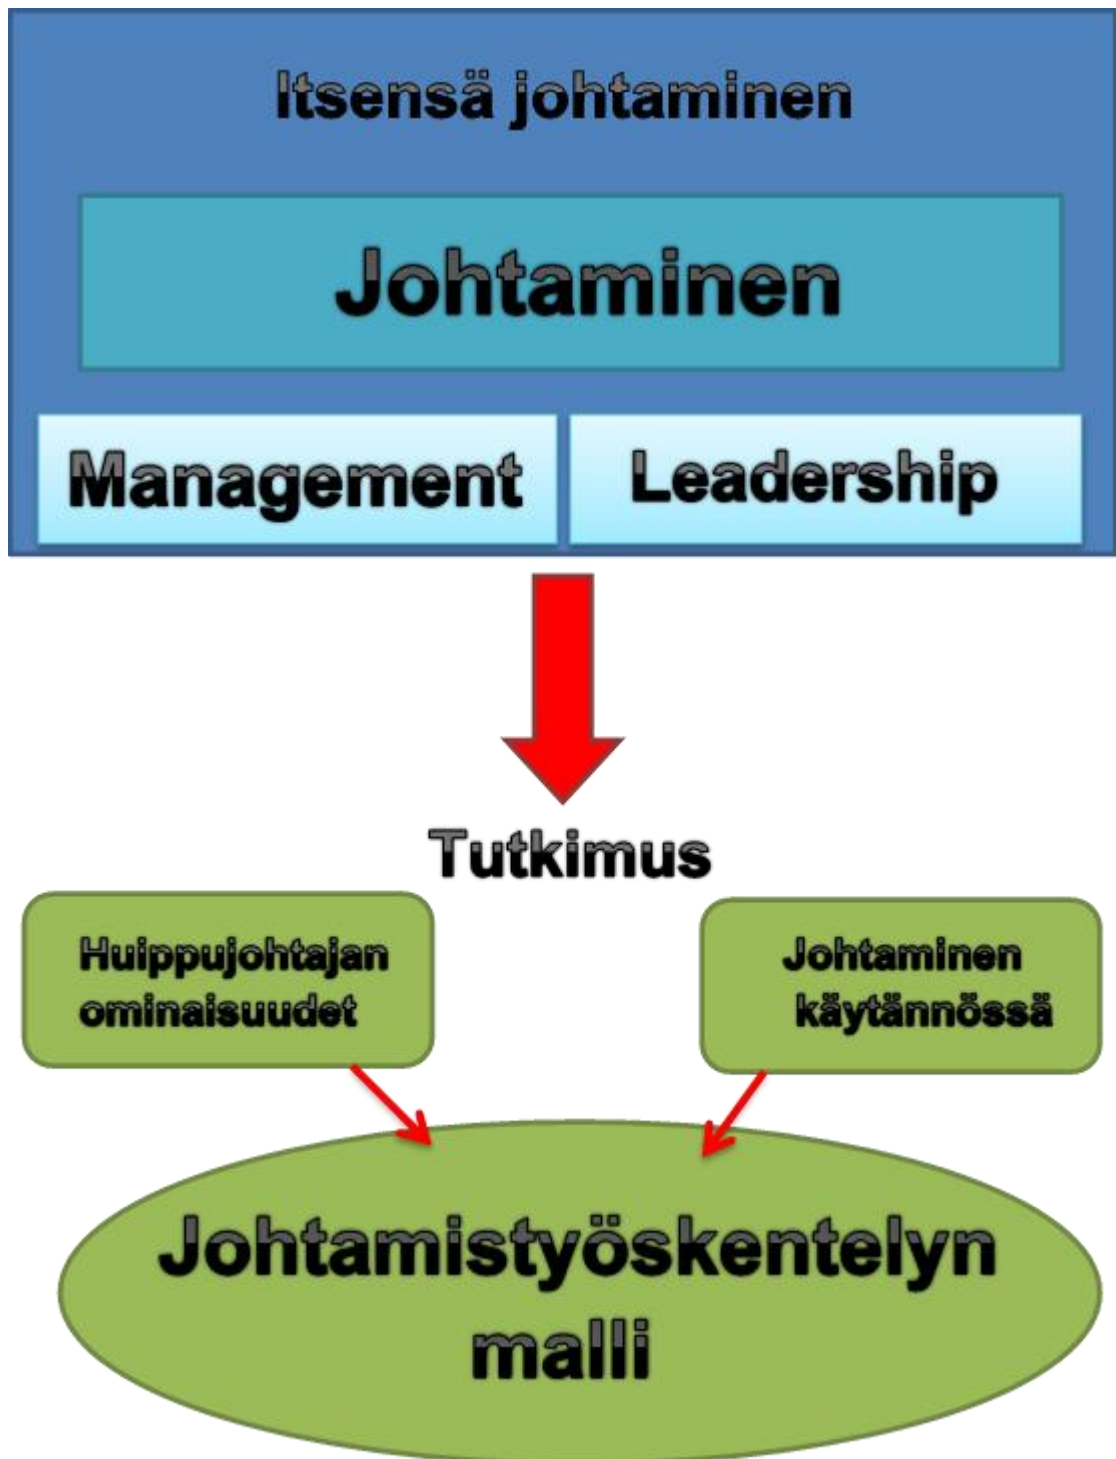 Itsensä johtaminen
Johtaminen
Management
Leadership
Tutkimus
Huippujohtajan
ominaisuudet
Johtaminen
käytännössä
Johtamistyöskentelyn
malli